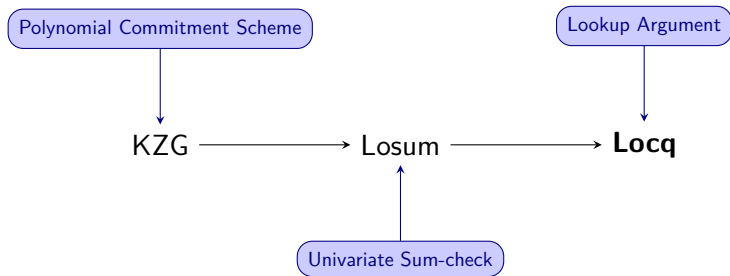 Polynomial Commitment Scheme
Lookup Argument
KZG
Losum
Locq
Univariate Sum-check